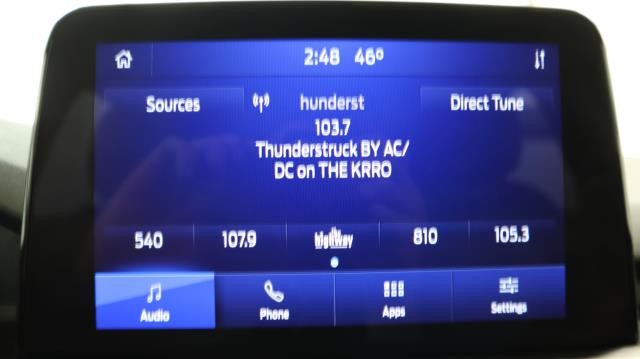 2:48 46°
Sources hunderst Direct Tune
103.7
Thunderstruck BY AC/
DC on THE KRRO
540 107.9 highway 810 105.3
Audio Phone Apps Settings